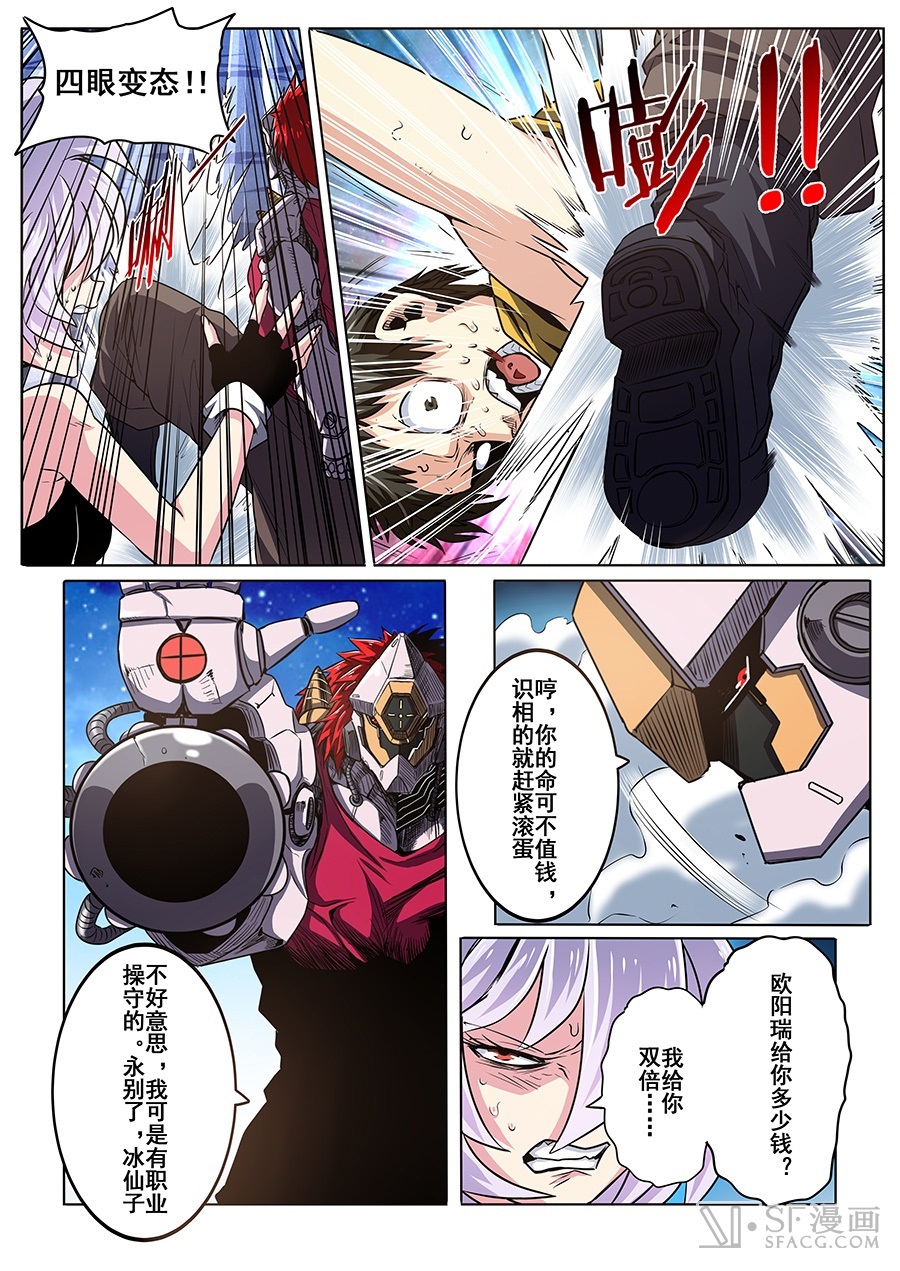 四眼变态!!
嘭!!
唰
哼，你的命可不值钱，
识相的就赶紧滚蛋
欧阳瑞给你多少钱？
我给你
双倍……
不好意思，我可是有职业
操守的。永别了，冰仙子
SF漫画
SFACG.COM